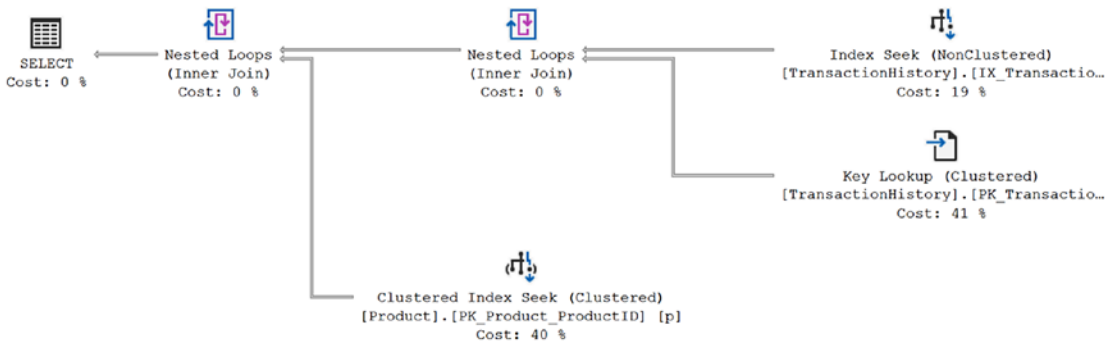 SELECT
Cost: 0 %
Nested Loops
(Inner Join)
Cost: 0 %
Nested Loops
(Inner Join)
Cost: 0 %
Index Seek (NonClustered)
[TransactionHistory].[IX_Transactio…
Cost: 19 %
Key Lookup (Clustered)
[TransactionHistory].[PK_Transactio…
Cost: 41 %
Clustered Index Seek (Clustered)
[Product].[PK_Product_ProductID] [p]
Cost: 40 %